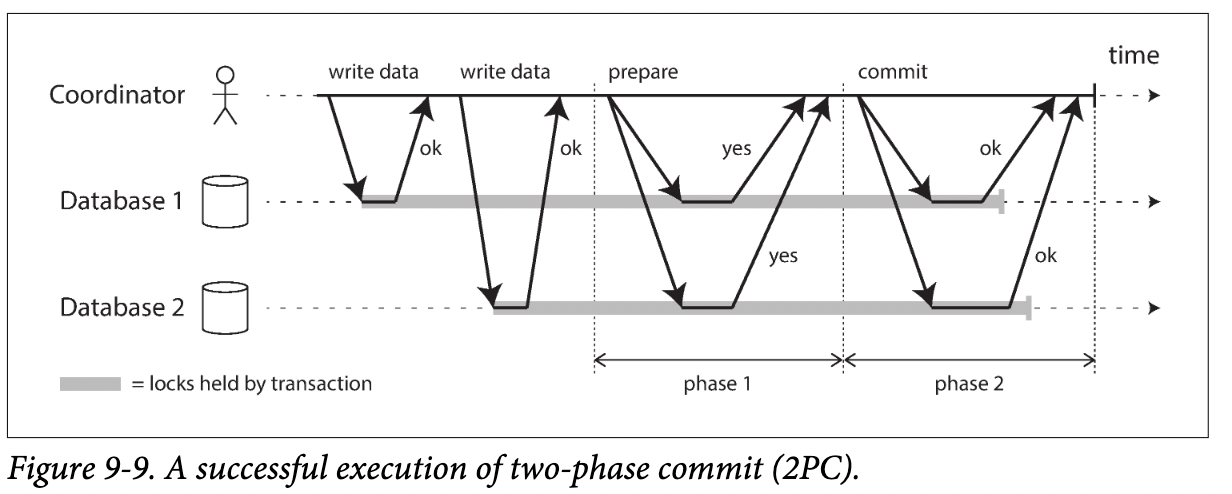 time
write data write data prepare commit
Coordinator
ok ok yes ok
Database 1
yes ok
Database 2
= locks held by transaction
phase 1 phase 2
Figure 9-9. A successful execution of two-phase commit (2PC).